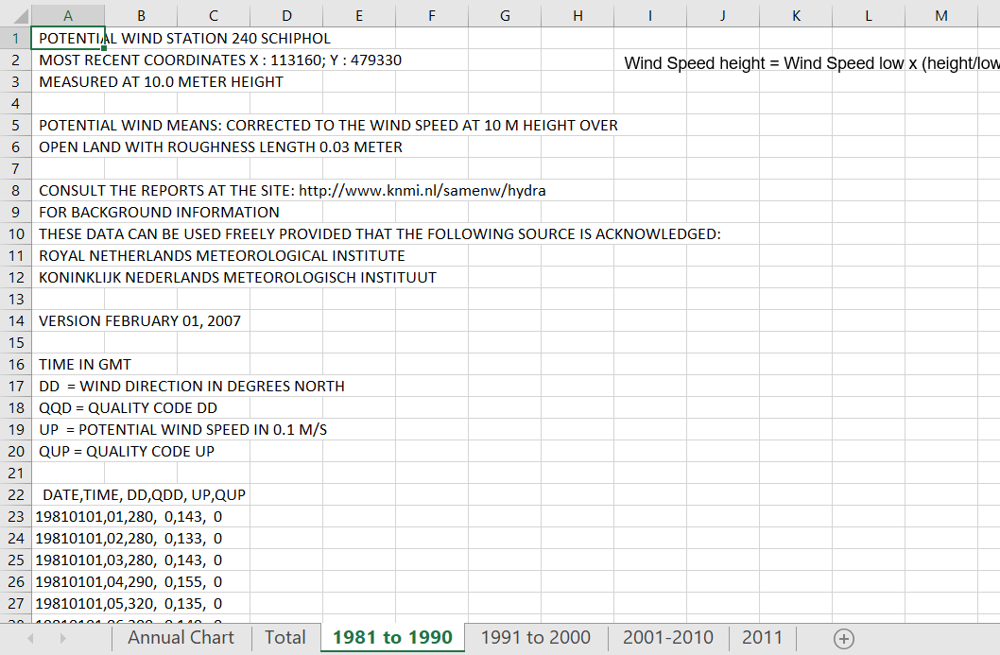 A B C D E F G H I J K L M
1 POTENTIAL WIND STATION 240 SCHIPHOL
2 MOST RECENT COORDINATES X : 113160; Y : 479330
Wind Speed height = Wind Speed low x (height/low
3 MEASURED AT 10.0 METER HEIGHT
4
5 POTENTIAL WIND MEANS: CORRECTED TO THE WIND SPEED AT 10 M HEIGHT OVER
6 OPEN LAND WITH ROUGHNESS LENGTH 0.03 METER
7
8 CONSULT THE REPORTS AT THE SITE: http://www.knmi.nl/samenw/hydra
9 FOR BACKGROUND INFORMATION
10 THESE DATA CAN BE USED FREELY PROVIDED THAT THE FOLLOWING SOURCE IS ACKNOWLEDGED:
11 ROYAL NETHERLANDS METEOROLOGICAL INSTITUTE
12 KONINKLIJK NEDERLANDS METEOROLOGISCH INSTITUUT
13
14 VERSION FEBRUARY 01, 2007
15
16 TIME IN GMT
17 DD = WIND DIRECTION IN DEGREES NORTH
18 QQD = QUALITY CODE DD
19 UP = POTENTIAL WIND SPEED IN 0.1 M/S
20 QUP = QUALITY CODE UP
21
22 DATE,TIME, DD,QDD, UP,QUP
23 19810101,01,280, 0,143, 0
24 19810101,02,280, 0,133, 0
25 19810101,03,280, 0,143, 0
26 19810101,04,290, 0,155, 0
27 19810101,05,320, 0,135, 0
Annual Chart Total 1981 to 1990 1991 to 2000 2001-2010 2011